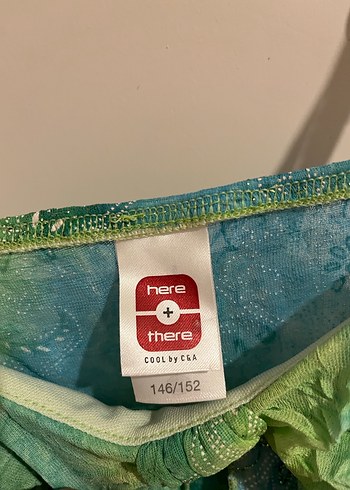 here
+
there
COOL by C&A
146/152